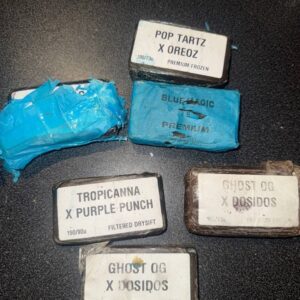 POP TARTZ
X OREOZ
PREMIUM FROZEN
BLUE MAGIC
PREMIUM
TROPICANNA
X PURPLE PUNCH
FILTERED DRYSIFT
GHOST OG
X DOSIDOS
GHOST OG
X DOSIDOS